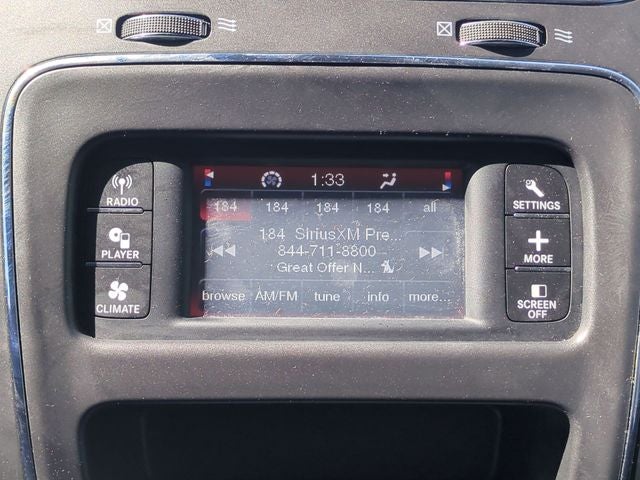 1:33
184 184 184 184 all
184 SiriusXM Pre...
844-711-8800
Great Offer N...
browse AM/FM tune info more...
RADIO
PLAYER
CLIMATE
SETTINGS
MORE
SCREEN
OFF